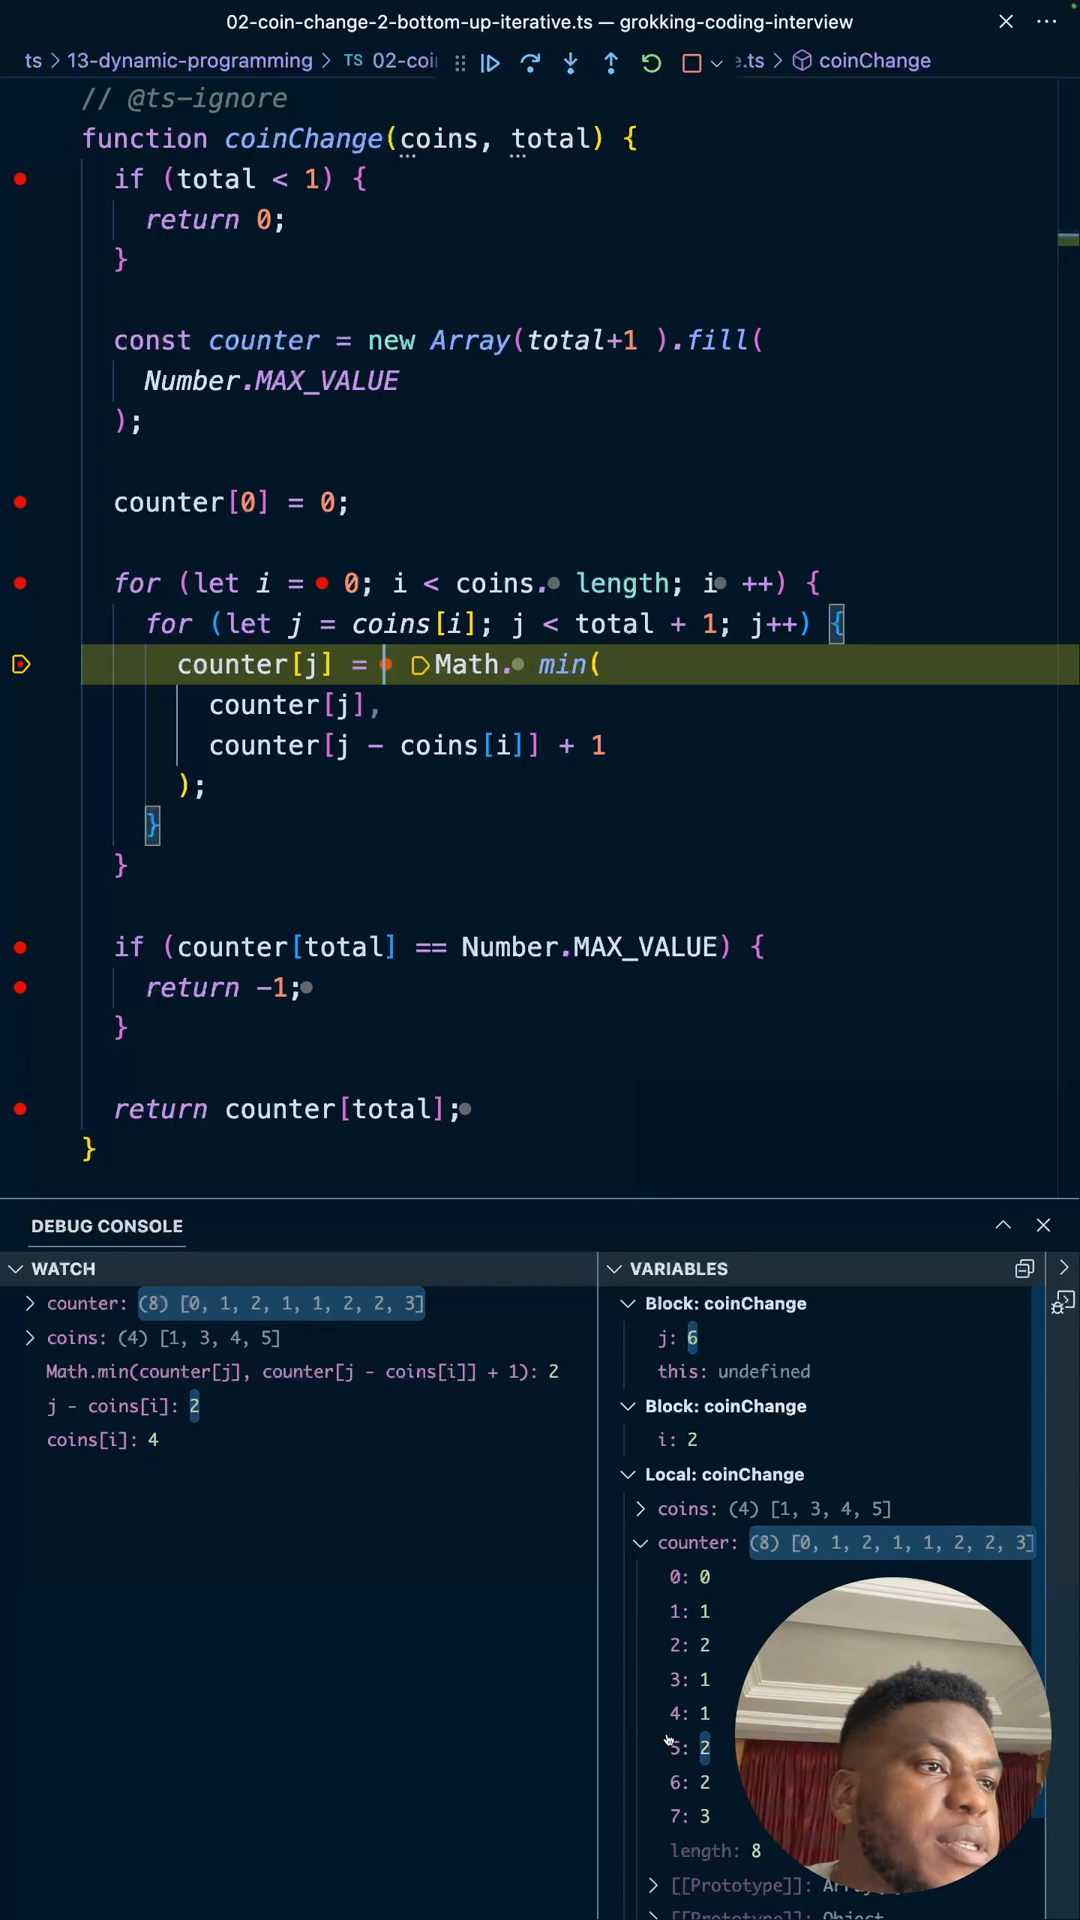 02-coin-change-2-bottom-up-iterative.ts — grokking-coding-interview
ts > 13-dynamic-programming > TS 02-coi e.ts > coinChange
// @ts-ignore
function coinChange(coins, total) {
if (total < 1) {
return 0;
}
const counter = new Array(total+1 ).fill(
Number.MAX_VALUE
);
counter[0] = 0;
for (let i = 0; i < coins. length; i ++) {
for (let j = coins[i]; j < total + 1; j++) {
counter[j] = Math. min(
counter[j],
counter[j - coins[i]] + 1
);
}
}
if (counter[total] == Number.MAX_VALUE) {
return -1;
}
return counter[total];
}
DEBUG CONSOLE
WATCH
counter: (8) [0, 1, 2, 1, 1, 2, 2, 3]
coins: (4) [1, 3, 4, 5]
Math.min(counter[j], counter[j - coins[i]] + 1): 2
j - coins[i]: 2
coins[i]: 4
VARIABLES
Block: coinChange
j: 6
this: undefined
Block: coinChange
i: 2
Local: coinChange
coins: (4) [1, 3, 4, 5]
counter: (8) [0, 1, 2, 1, 1, 2, 2, 3]
0: 0
1: 1
2: 2
3: 1
4: 1
5: 2
6: 2
7: 3
length: 8
[[Prototype]]:
[[Prototype]]: Object